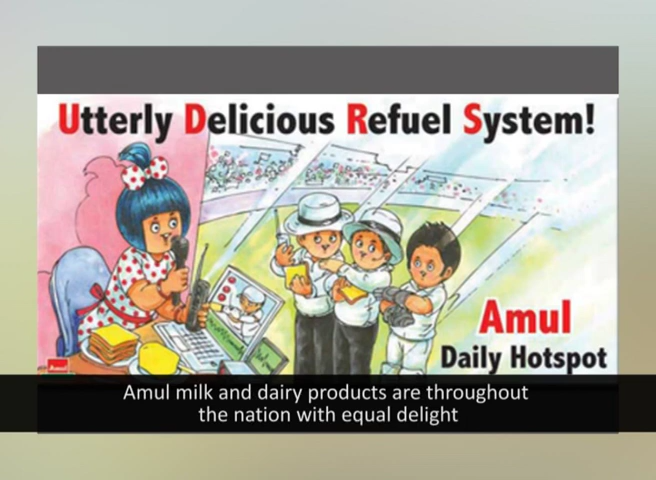 Utterly Delicious Refuel System!
Amul
Daily Hotspot
Amul
Amul milk and dairy products are throughout
the nation with equal delight